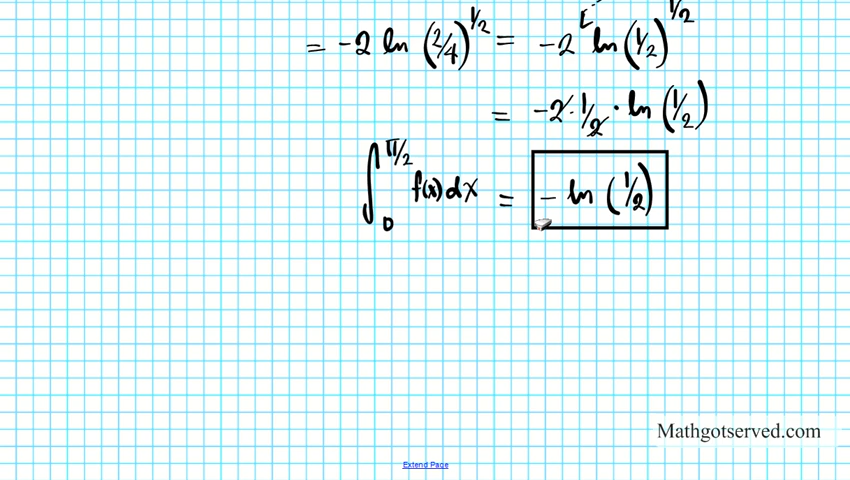 = -2 ln (2/4)^1/2 = -2 ln (1/2)^1/2
= -2 · 1/2 · ln (1/2)
∫_0^π/2 f(x) dx = - ln (1/2)
Mathgotserved.com
Extend Page